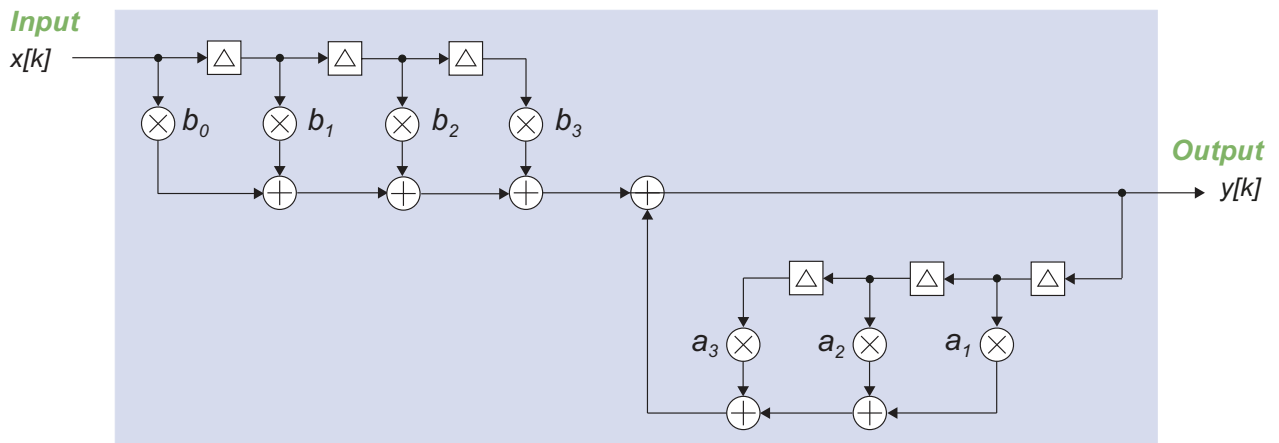 Input
x[k]
b0 b1 b2 b3
Output
y[k]
a3 a2 a1